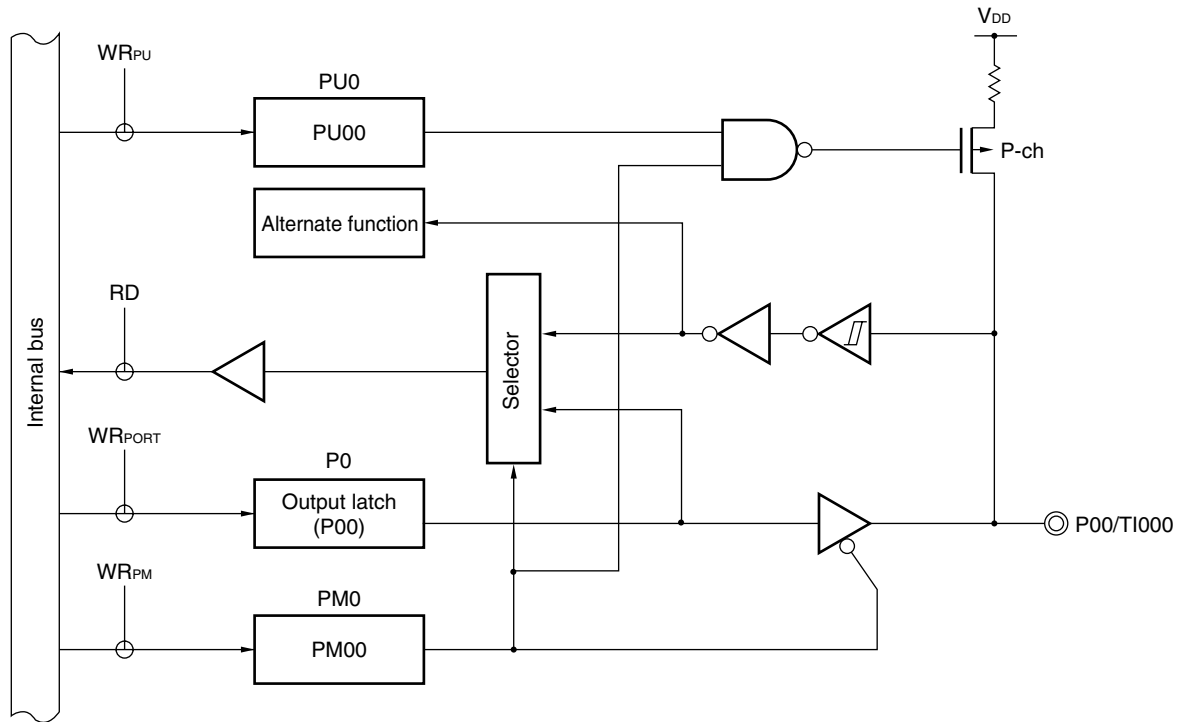 VDD
WRPU
PU0
PU00
P-ch
Alternate function
RD
Internal bus
Selector
WRPORT
P0
Output latch
(P00)
P00/TI000
WRPM
PM0
PM00